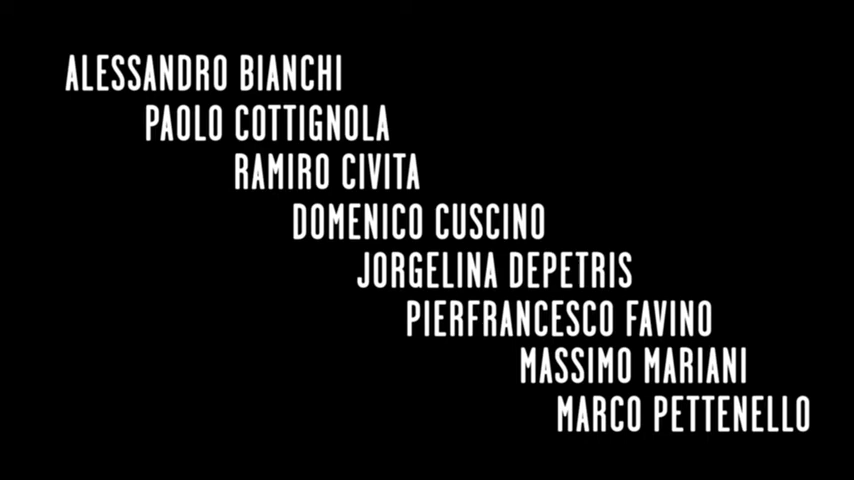 ALESSANDRO BIANCHI
PAOLO COTTIGNOLA
RAMIRO CIVITA
DOMENICO CUSCINO
JORGELINA DEPETRIS
PIERFRANCESCO FAVINO
MASSIMO MARIANI
MARCO PETTENELLO